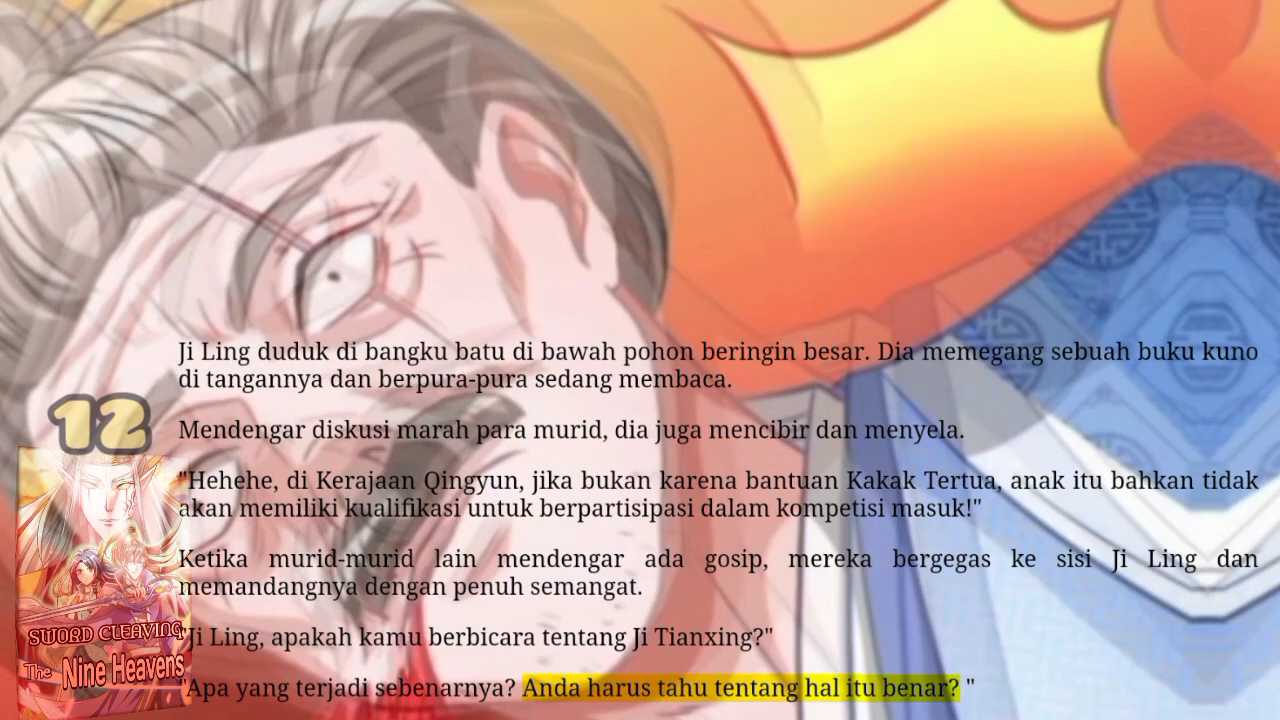 Ji Ling duduk di bangku batu di bawah pohon beringin besar. Dia memegang sebuah buku kuno
di tangannya dan berpura-pura sedang membaca.
Mendengar diskusi marah para murid, dia juga mencibir dan menyela.
"Hehehe, di Kerajaan Qingyun, jika bukan karena bantuan Kakak Tertua, anak itu bahkan tidak
akan memiliki kualifikasi untuk berpartisipasi dalam kompetisi masuk!"
Ketika murid-murid lain mendengar ada gosip, mereka bergegas ke sisi Ji Ling dan
memandangnya dengan penuh semangat.
"Ji Ling, apakah kamu berbicara tentang Ji Tianxing?"
"Apa yang terjadi sebenarnya? Anda harus tahu tentang hal itu benar? "
12
SWORD CLEAVING
The Nine Heavens